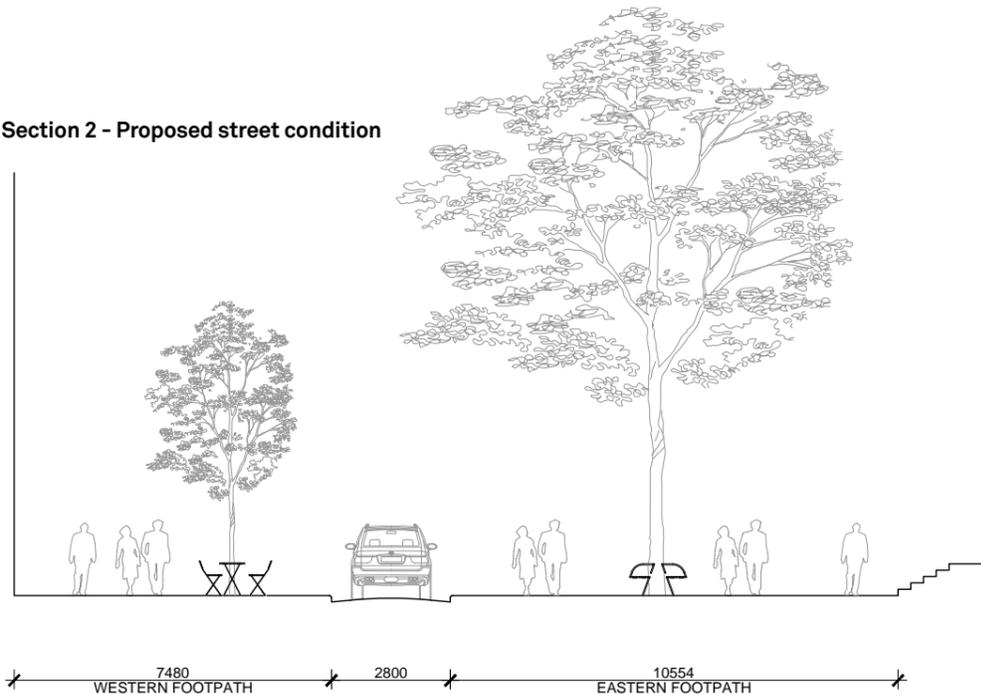 Section 2 - Proposed street condition
7480
2800
10554
WESTERN FOOTPATH
EASTERN FOOTPATH